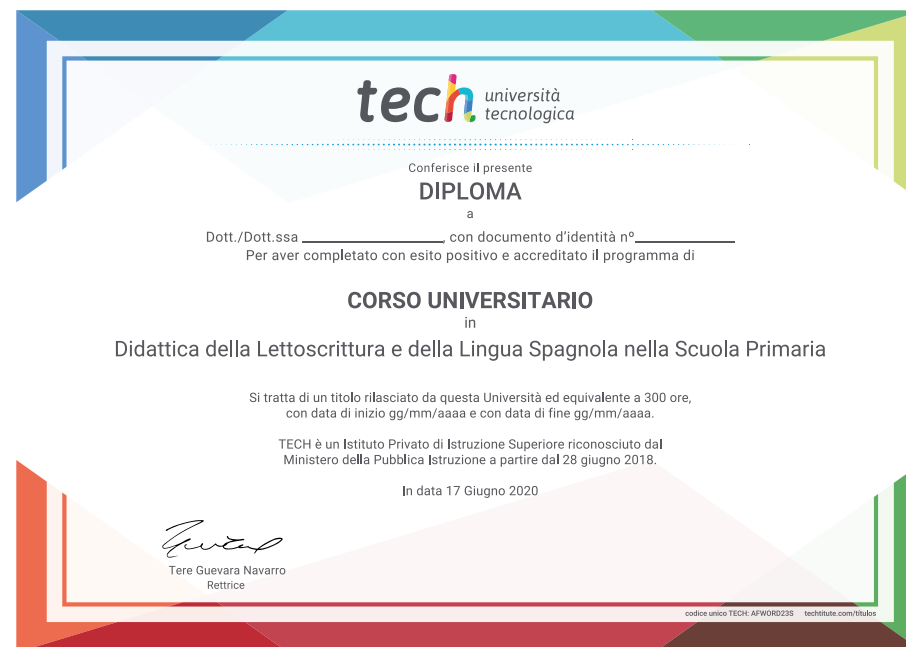 tech università
tecnologica
Conferisce il presente
DIPLOMA
a
Dott./Dott.ssa ________________, con documento d'identità nº____________
Per aver completato con esito positivo e accreditato il programma di
CORSO UNIVERSITARIO
in
Didattica della Lettoscrittura e della Lingua Spagnola nella Scuola Primaria
Si tratta di un titolo rilasciato da questa Università ed equivalente a 300 ore,
con data di inizio gg/mm/aaaa e con data di fine gg/mm/aaaa.
TECH è un Istituto Privato di Istruzione Superiore riconosciuto dal
Ministero della Pubblica Istruzione a partire dal 28 giugno 2018.
In data 17 Giugno 2020
Tere Guevara Navarro
Rettrice
codice unico TECH: AFWORD23S techtitute.com/titulos